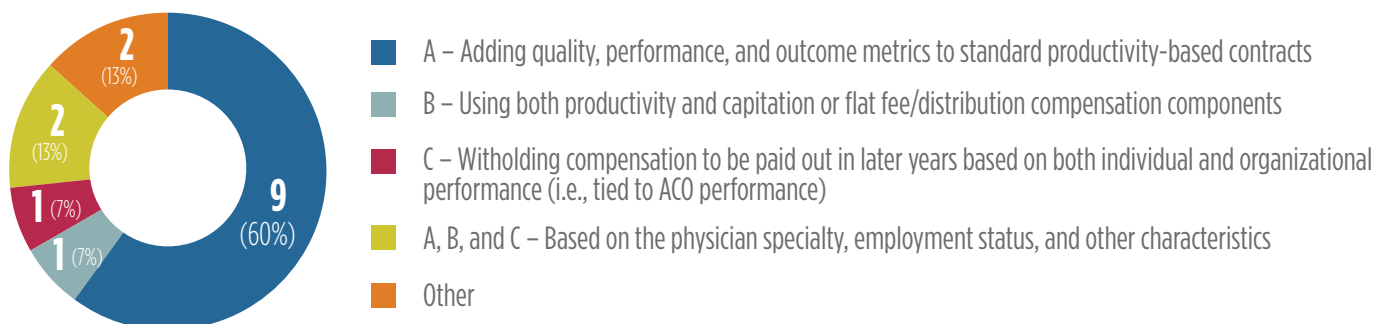 2
(13%)
2
(13%)
1 (7%)
1 (7%)
9
(60%)
A – Adding quality, performance, and outcome metrics to standard productivity-based contracts
B – Using both productivity and capitation or flat fee/distribution compensation components
C – Witholding compensation to be paid out in later years based on both individual and organizational
performance (i.e., tied to ACO performance)
A, B, and C – Based on the physician specialty, employment status, and other characteristics
Other